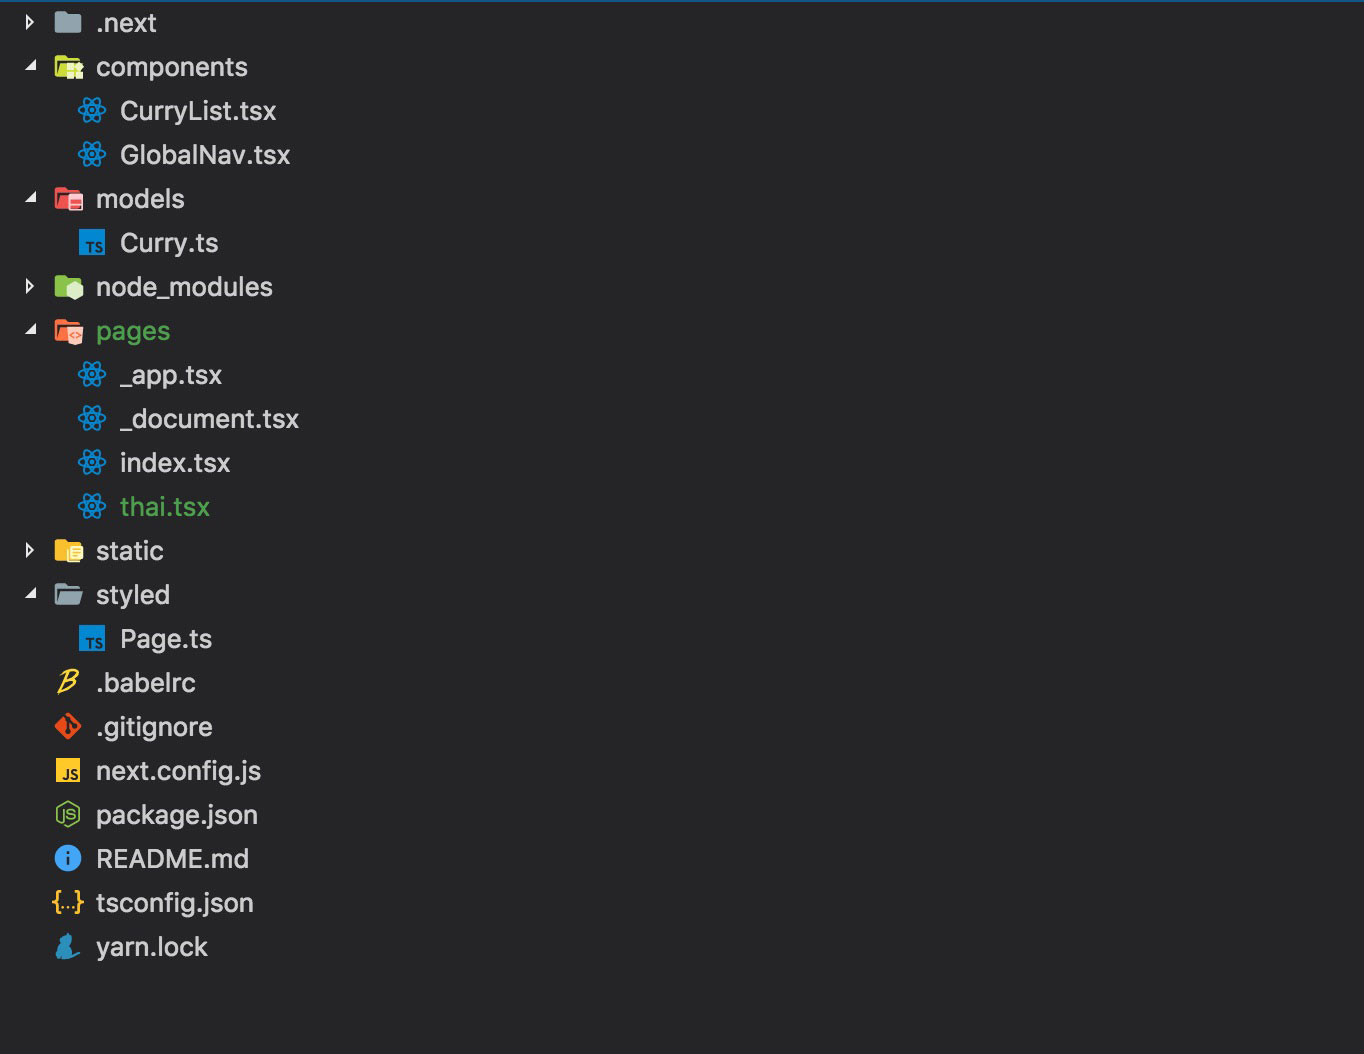 .next
components
CurryList.tsx
GlobalNav.tsx
models
TS Curry.ts
node_modules
pages
_app.tsx
_document.tsx
index.tsx
thai.tsx
static
styled
TS Page.ts
.babelrc
.gitignore
JS next.config.js
JS package.json
i README.md
{...} tsconfig.json
yarn.lock